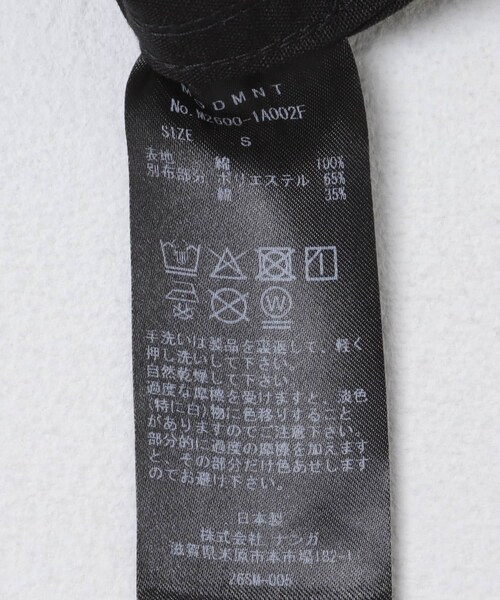 MSDMNT
No. M2600-1A002F
SIZE S
表地 綿 100%
別布部分 ポリエステル 65%
綿 35%
手洗いは製品を裏返して、軽く
押し洗いして下さい。
自然乾燥して下さい。
過度な摩擦を受けますと、淡色
(特に白)物に色移りすること
がありますのでご注意下さい。
部分的に過度の摩擦を加えます
と、その部分だけ色あせします
のでお避け下さい。
日本製
株式会社 ナンガ
滋賀県米原市本市場182-1
26SM-005